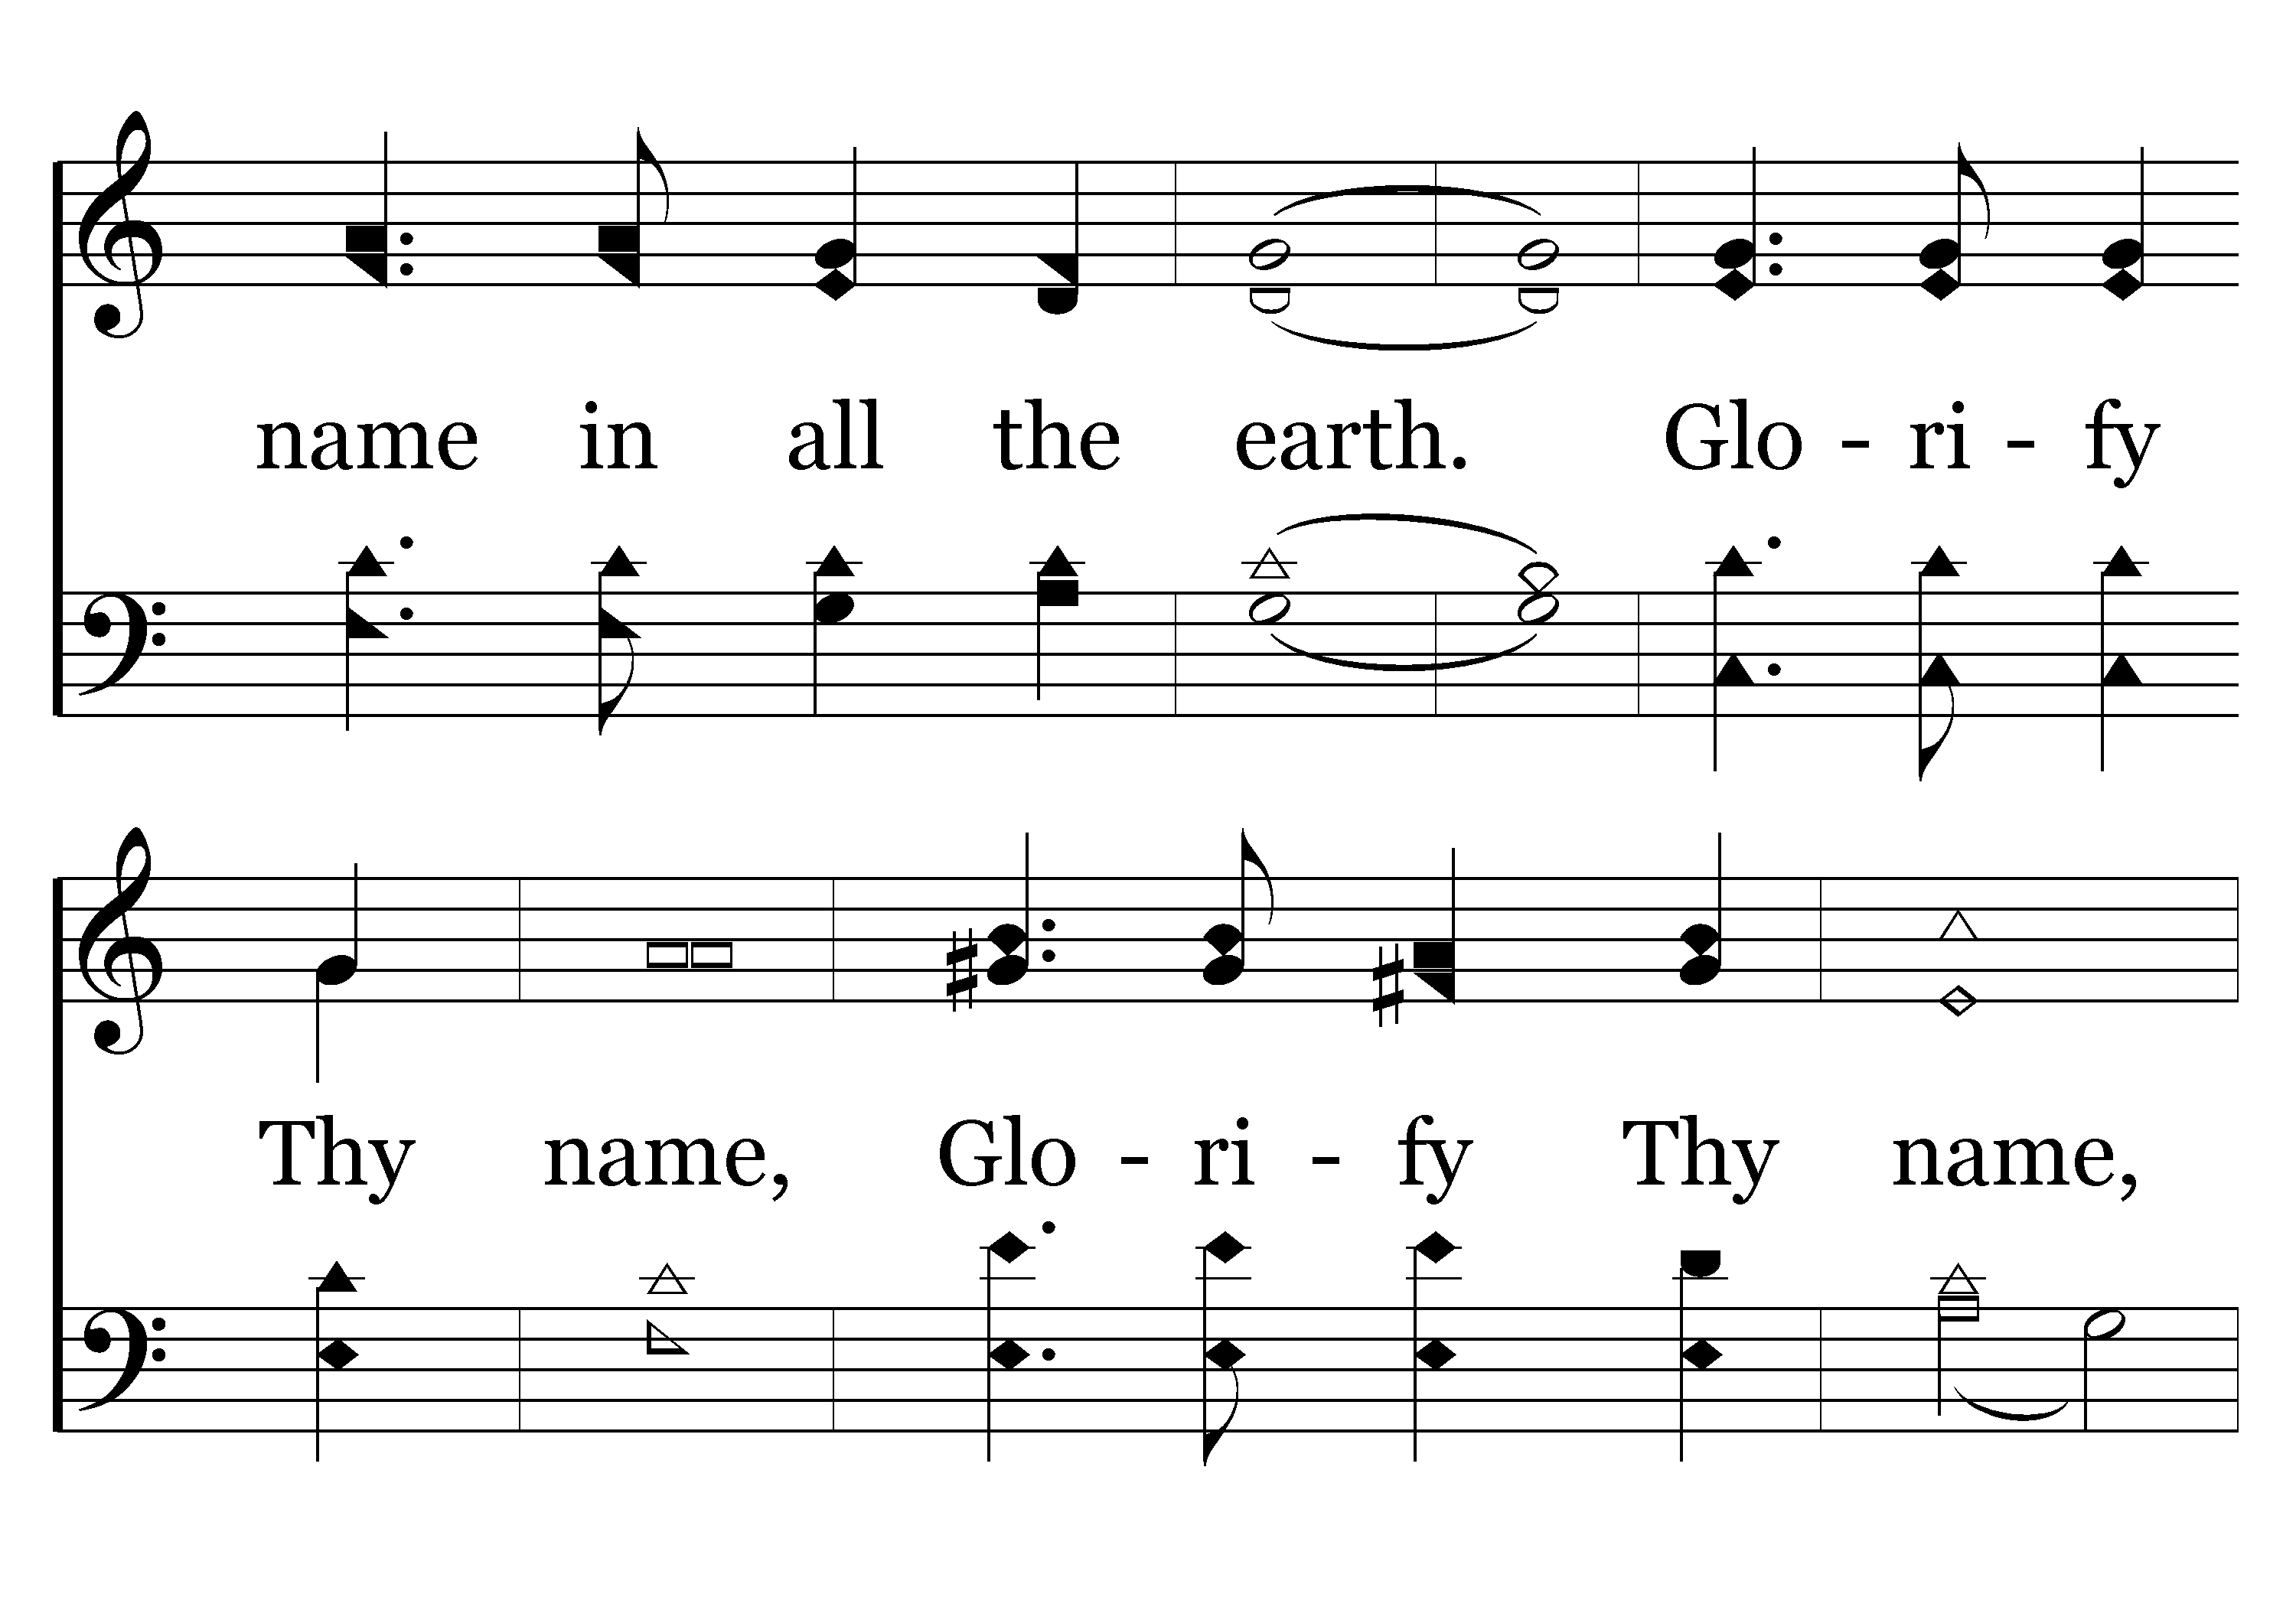 name in all the earth. Glo - ri - fy
Thy name, Glo - ri - fy Thy name,